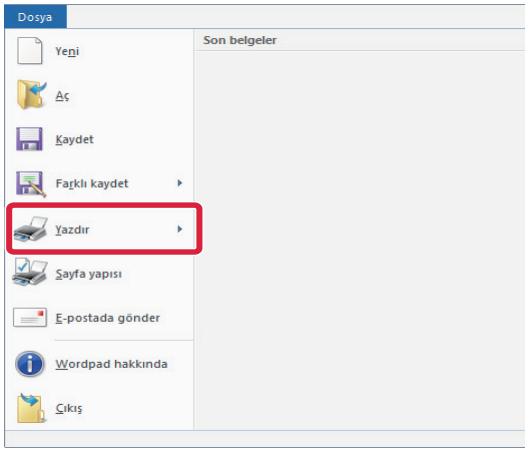 Dosya
Son belgeler
Yeni
Aç
Kaydet
Farklı kaydet
Yazdır
Sayfa yapısı
E-postada gönder
Wordpad hakkında
Çıkış